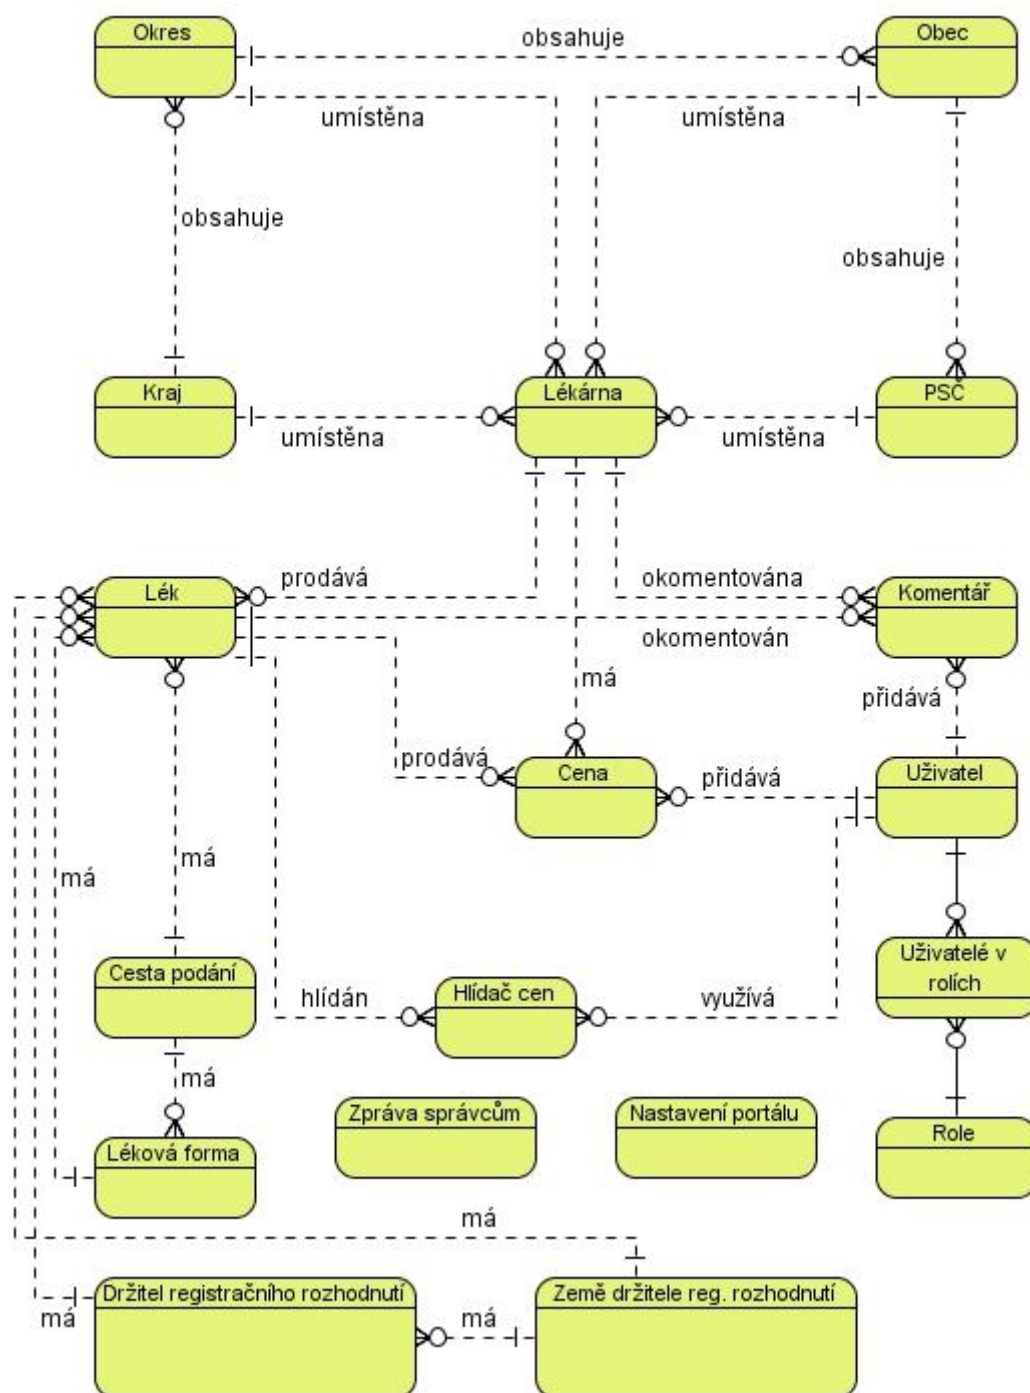 Okres
Obec
obsahuje
umístěna
umístěna
obsahuje
obsahuje
Kraj
Lékárna
PSČ
umístěna
umístěna
Lék
prodává
okomentována
Komentář
okomentován
má
přidává
prodává
Cena
přidává
Uživatel
má
má
Cesta podání
hlídán
Hlídač cen
využívá
Uživatelé v
rolích
má
Zpráva správcům
Nastavení portálu
Léková forma
Role
má
Držitel registračního rozhodnutí
Země držitele reg. rozhodnutí
má
má